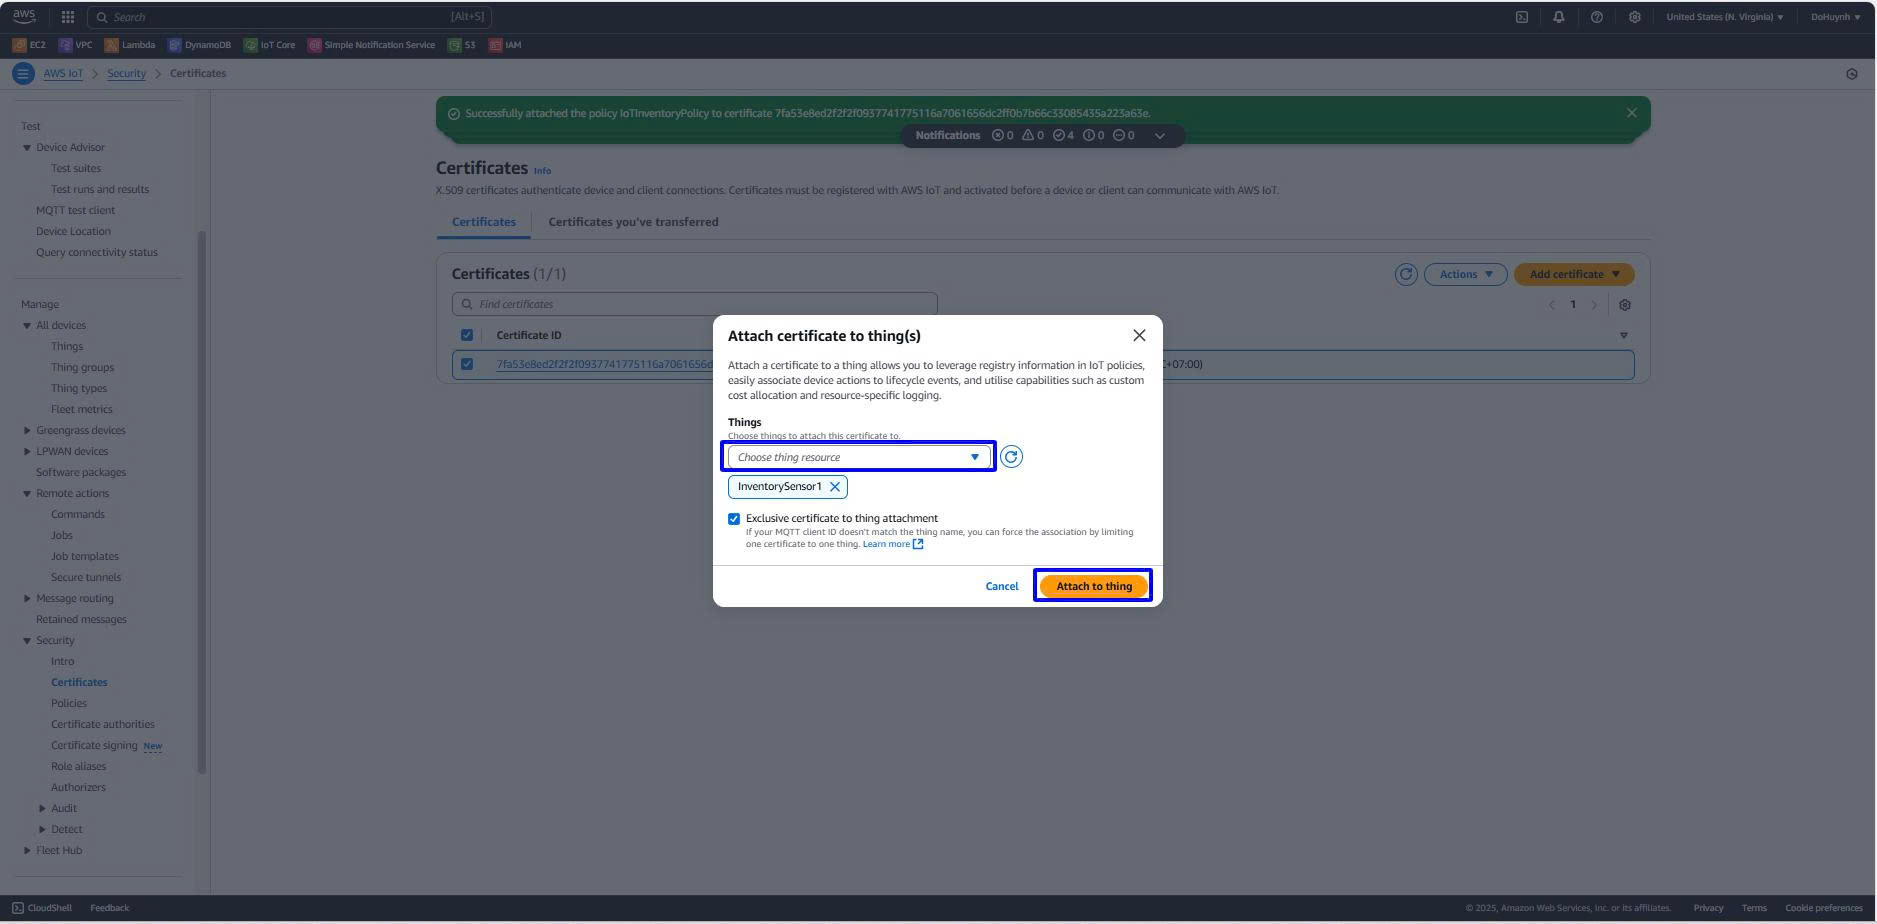 aws
Search [Alt+S]
United States (N. Virginia)
DoHuynh
EC2 VPC Lambda DynamoDB IoT Core Simple Notification Service S3 IAM
AWS IoT > Security > Certificates
Test
Device Advisor
Test suites
Test runs and results
MQTT test client
Device Location
Query connectivity status
Manage
All devices
Things
Thing groups
Thing types
Fleet metrics
Greengrass devices
LPWAN devices
Software packages
Remote actions
Commands
Jobs
Job templates
Secure tunnels
Message routing
Retained messages
Security
Intro
Certificates
Policies
Certificate authorities
Certificate signing New
Role aliases
Authorizers
Audit
Detect
Fleet Hub
Successfully attached the policy IoTInventoryPolicy to certificate 7fa53e8ed2f2f2f0937741775116a7061656dc2ff0b7b66c33085435a223a63e.
Notifications 0 0 4 0 0
Certificates Info
X.509 certificates authenticate device and client connections. Certificates must be registered with AWS IoT and activated before a device or client can communicate with AWS IoT.
Certificates Certificates you've transferred
Certificates (1/1)
Actions
Add certificate
Find certificates
1
Certificate ID
7fa53e8ed2f2f2f0937741775116a7061656d
C+07:00)
Attach certificate to thing(s)
Attach a certificate to a thing allows you to leverage registry information in IoT policies,
easily associate device actions to lifecycle events, and utilise capabilities such as custom
cost allocation and resource-specific logging.
Things
Choose things to attach this certificate to.
Choose thing resource
InventorySensor1
Exclusive certificate to thing attachment
If your MQTT client ID doesn't match the thing name, you can force the association by limiting
one certificate to one thing. Learn more
Cancel
Attach to thing
CloudShell Feedback
© 2025, Amazon Web Services, Inc. or its affiliates. Privacy Terms Cookie preferences